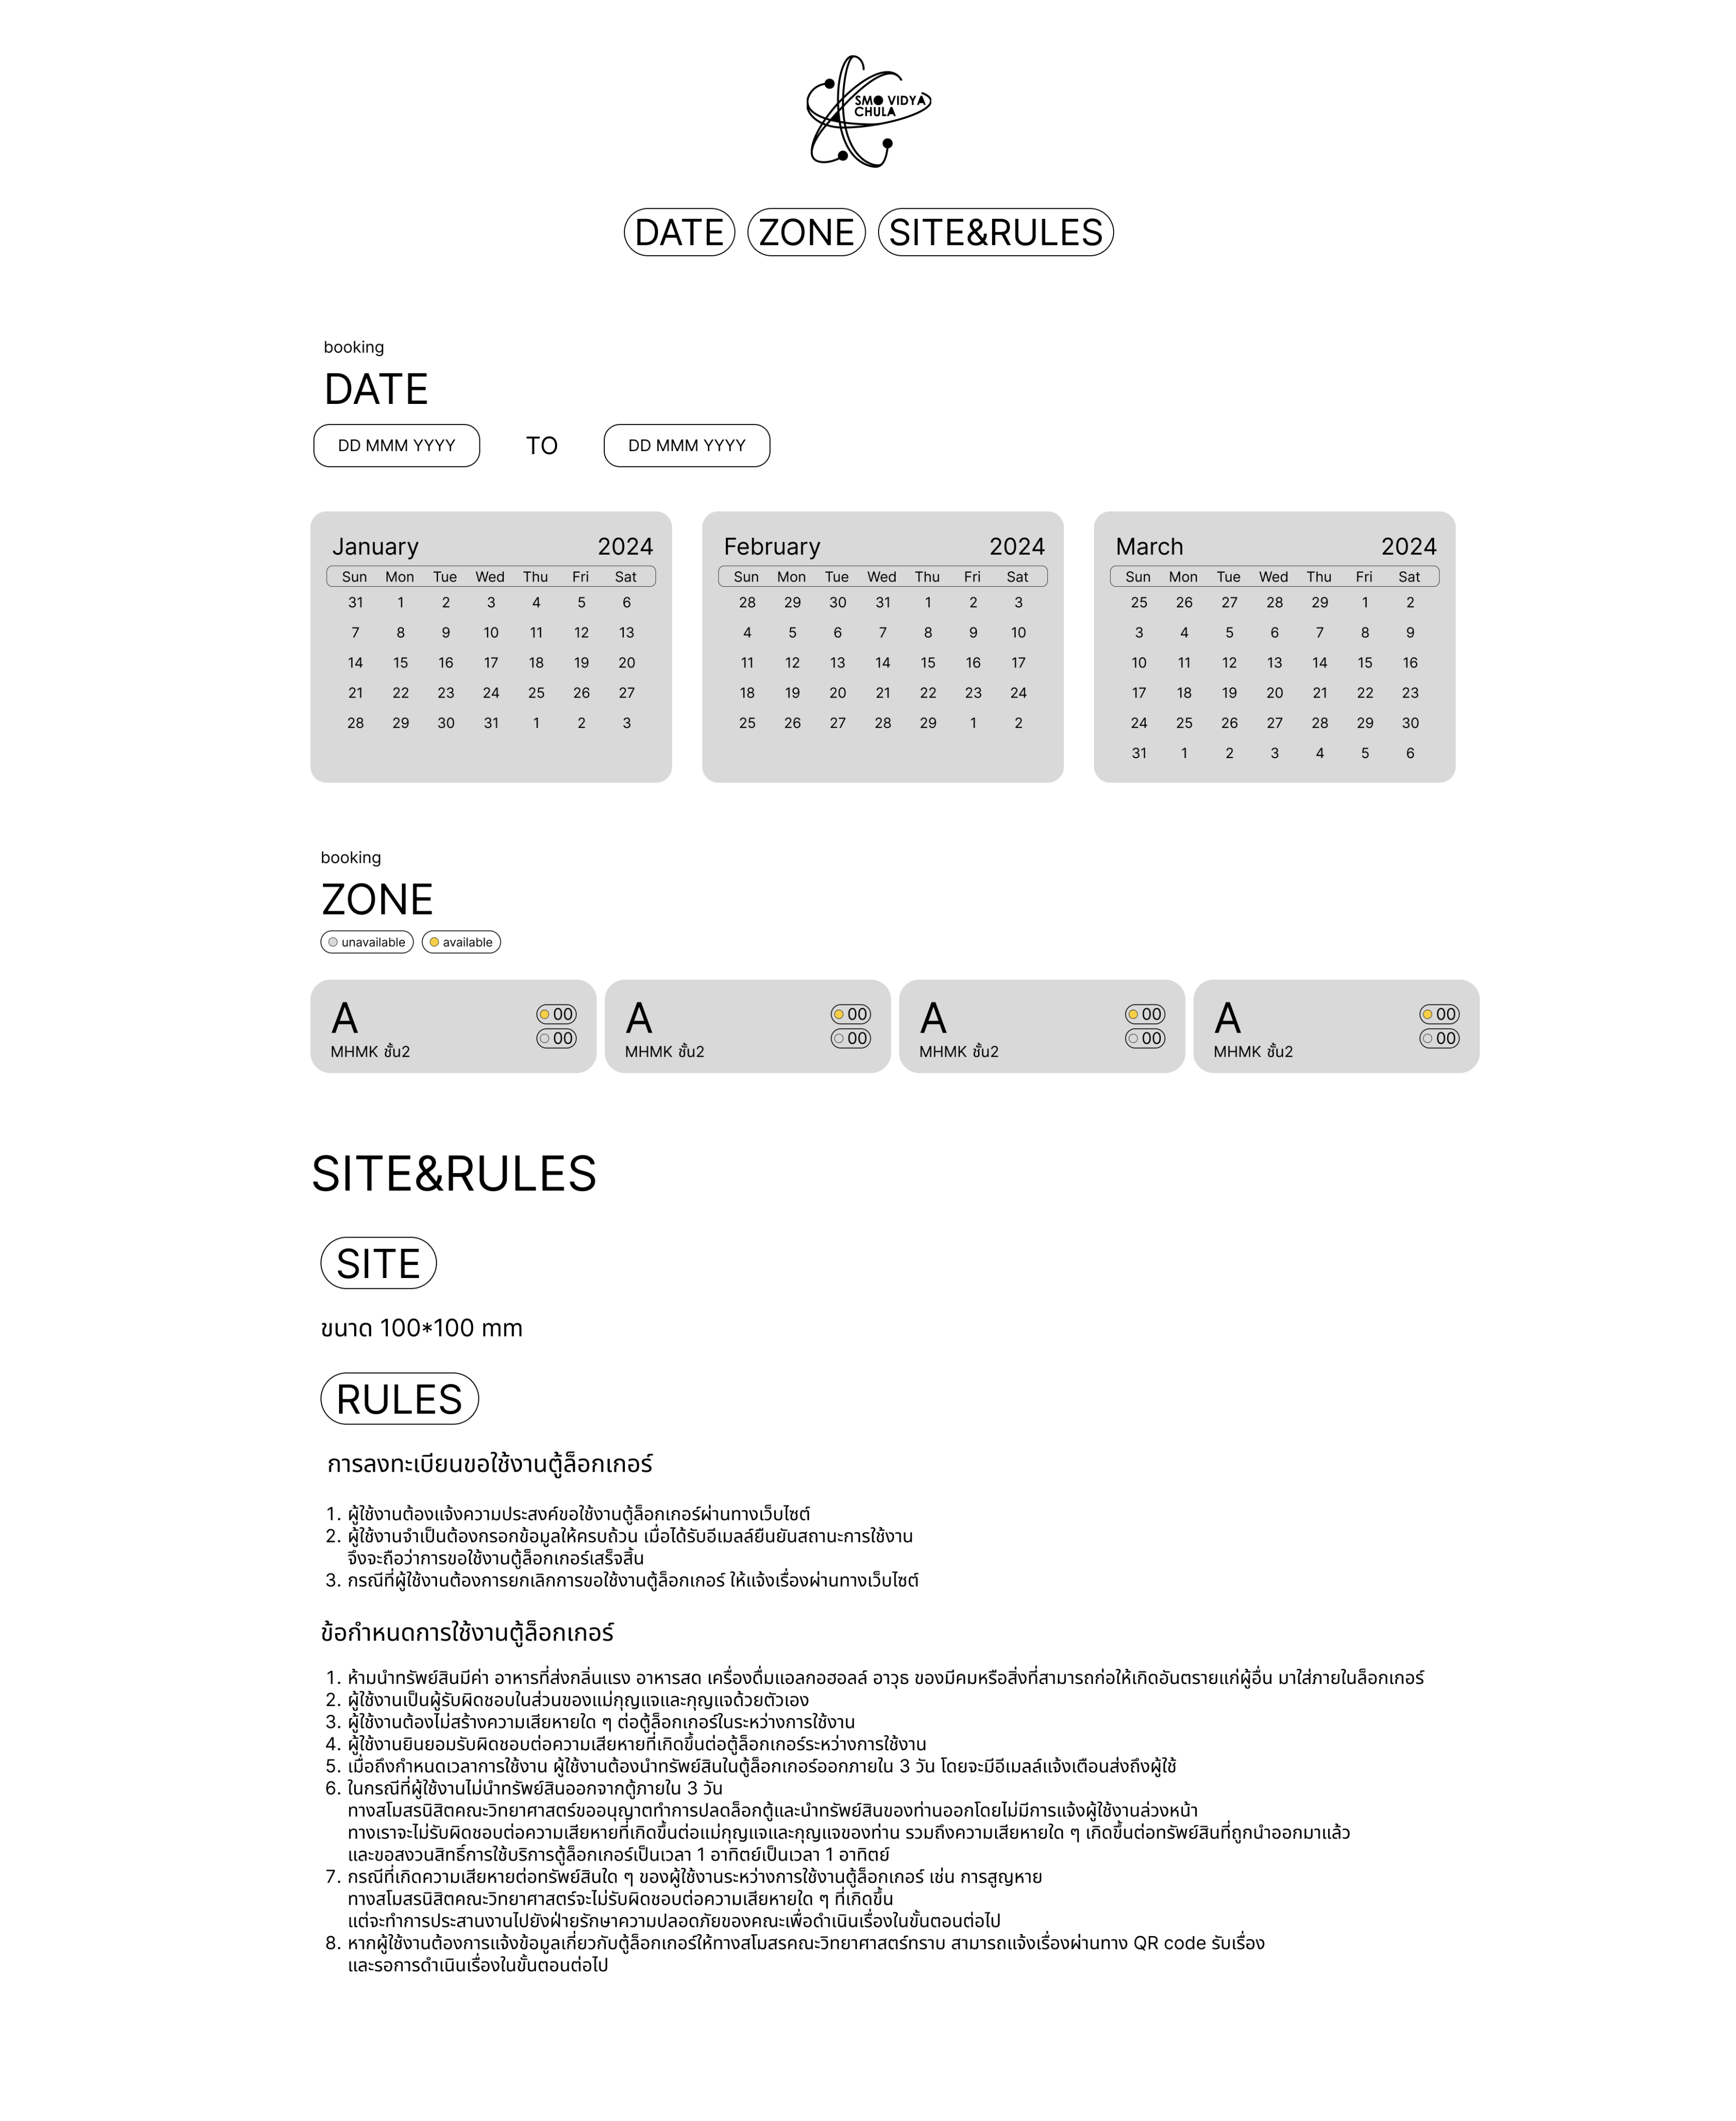 SMO VIDYA
CHULA
DATE ZONE SITE&RULES
booking
DATE
DD MMM YYYY TO DD MMM YYYY
January 2024
Sun Mon Tue Wed Thu Fri Sat
31 1 2 3 4 5 6
7 8 9 10 11 12 13
14 15 16 17 18 19 20
21 22 23 24 25 26 27
28 29 30 31 1 2 3
February 2024
Sun Mon Tue Wed Thu Fri Sat
28 29 30 31 1 2 3
4 5 6 7 8 9 10
11 12 13 14 15 16 17
18 19 20 21 22 23 24
25 26 27 28 29 1 2
March 2024
Sun Mon Tue Wed Thu Fri Sat
25 26 27 28 29 1 2
3 4 5 6 7 8 9
10 11 12 13 14 15 16
17 18 19 20 21 22 23
24 25 26 27 28 29 30
31 1 2 3 4 5 6
booking
ZONE
unavailable available
A
00
00
MHMK ชั้น2
A
00
00
MHMK ชั้น2
A
00
00
MHMK ชั้น2
A
00
00
MHMK ชั้น2
SITE&RULES
SITE
ขนาด 100*100 mm
RULES
การลงทะเบียนขอใช้งานตู้ล็อกเกอร์
1. ผู้ใช้งานต้องแจ้งความประสงค์ขอใช้งานตู้ล็อกเกอร์ผ่านทางเว็บไซต์
2. ผู้ใช้งานจำเป็นต้องกรอกข้อมูลให้ครบถ้วน เมื่อได้รับอีเมลล์ยืนยันสถานะการใช้งาน
จึงจะถือว่าการขอใช้งานตู้ล็อกเกอร์เสร็จสิ้น
3. กรณีที่ผู้ใช้งานต้องการยกเลิกการขอใช้งานตู้ล็อกเกอร์ ให้แจ้งเรื่องผ่านทางเว็บไซต์
ข้อกำหนดการใช้งานตู้ล็อกเกอร์
1. ห้ามนำทรัพย์สินมีค่า อาหารที่ส่งกลิ่นแรง อาหารสด เครื่องดื่มแอลกอฮอลล์ อาวุธ ของมีคมหรือสิ่งที่สามารถก่อให้เกิดอันตรายแก่ผู้อื่น มาใส่ภายในล็อกเกอร์
2. ผู้ใช้งานเป็นผู้รับผิดชอบในส่วนของแม่กุญแจและกุญแจด้วยตัวเอง
3. ผู้ใช้งานต้องไม่สร้างความเสียหายใด ๆ ต่อตู้ล็อกเกอร์ในระหว่างการใช้งาน
4. ผู้ใช้งานยินยอมรับผิดชอบต่อความเสียหายที่เกิดขึ้นต่อตู้ล็อกเกอร์ระหว่างการใช้งาน
5. เมื่อถึงกำหนดเวลาการใช้งาน ผู้ใช้งานต้องนำทรัพย์สินในตู้ล็อกเกอร์ออกภายใน 3 วัน โดยจะมีอีเมลล์แจ้งเตือนส่งถึงผู้ใช้
6. ในกรณีที่ผู้ใช้งานไม่นำทรัพย์สินออกจากตู้ภายใน 3 วัน
ทางสโมสรนิสิตคณะวิทยาศาสตร์ขออนุญาตทำการปลดล็อกตู้และนำทรัพย์สินของท่านออกโดยไม่มีการแจ้งผู้ใช้งานล่วงหน้า
ทางเราจะไม่รับผิดชอบต่อความเสียหายที่เกิดขึ้นต่อแม่กุญแจและกุญแจของท่าน รวมถึงความเสียหายใด ๆ เกิดขึ้นต่อทรัพย์สินที่ถูกนำออกมาแล้ว
และขอสงวนสิทธิ์การใช้บริการตู้ล็อกเกอร์เป็นเวลา 1 อาทิตย์เป็นเวลา 1 อาทิตย์
7. กรณีที่เกิดความเสียหายต่อทรัพย์สินใด ๆ ของผู้ใช้งานระหว่างการใช้งานตู้ล็อกเกอร์ เช่น การสูญหาย
ทางสโมสรนิสิตคณะวิทยาศาสตร์จะไม่รับผิดชอบต่อความเสียหายใด ๆ ที่เกิดขึ้น
แต่จะทำการประสานงานไปยังฝ่ายรักษาความปลอดภัยของคณะเพื่อดำเนินเรื่องในขั้นตอนต่อไป
8. หากผู้ใช้งานต้องการแจ้งข้อมูลเกี่ยวกับตู้ล็อกเกอร์ให้ทางสโมสรคณะวิทยาศาสตร์ทราบ สามารถแจ้งเรื่องผ่านทาง QR code รับเรื่อง
และรอการดำเนินเรื่องในขั้นตอนต่อไป